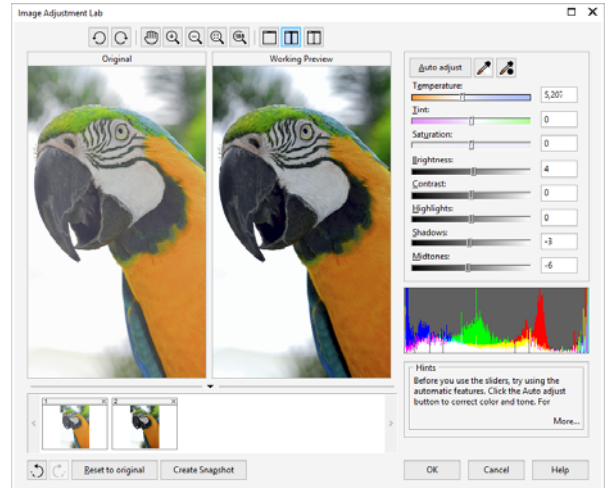 Image Adjustment Lab
Original
Working Preview
Auto adjust
Temperature:
5,207
Tint:
0
Saturation:
0
Brightness:
4
Contrast:
0
Highlights:
0
Shadows:
-3
Midtones:
-6
Hints
Before you use the sliders, try using the
automatic features. Click the Auto adjust
button to correct color and tone. For
More...
1
2
Reset to original
Create Snapshot
OK
Cancel
Help